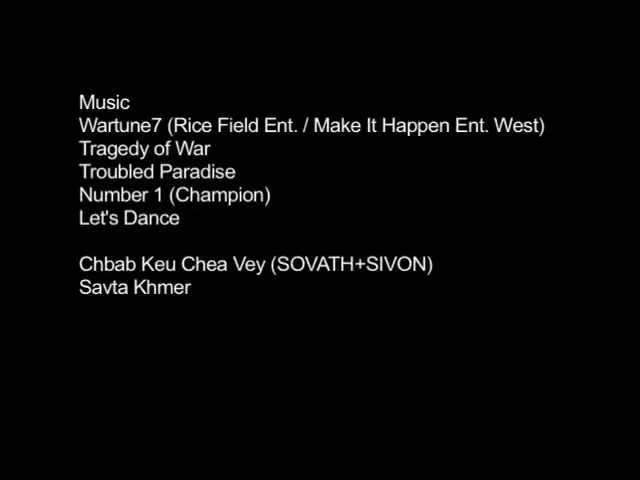 Music
Wartune7 (Rice Field Ent. / Make It Happen Ent. West)
Tragedy of War
Troubled Paradise
Number 1 (Champion)
Let's Dance
Chbab Keu Chea Vey (SOVATH+SIVON)
Savta Khmer